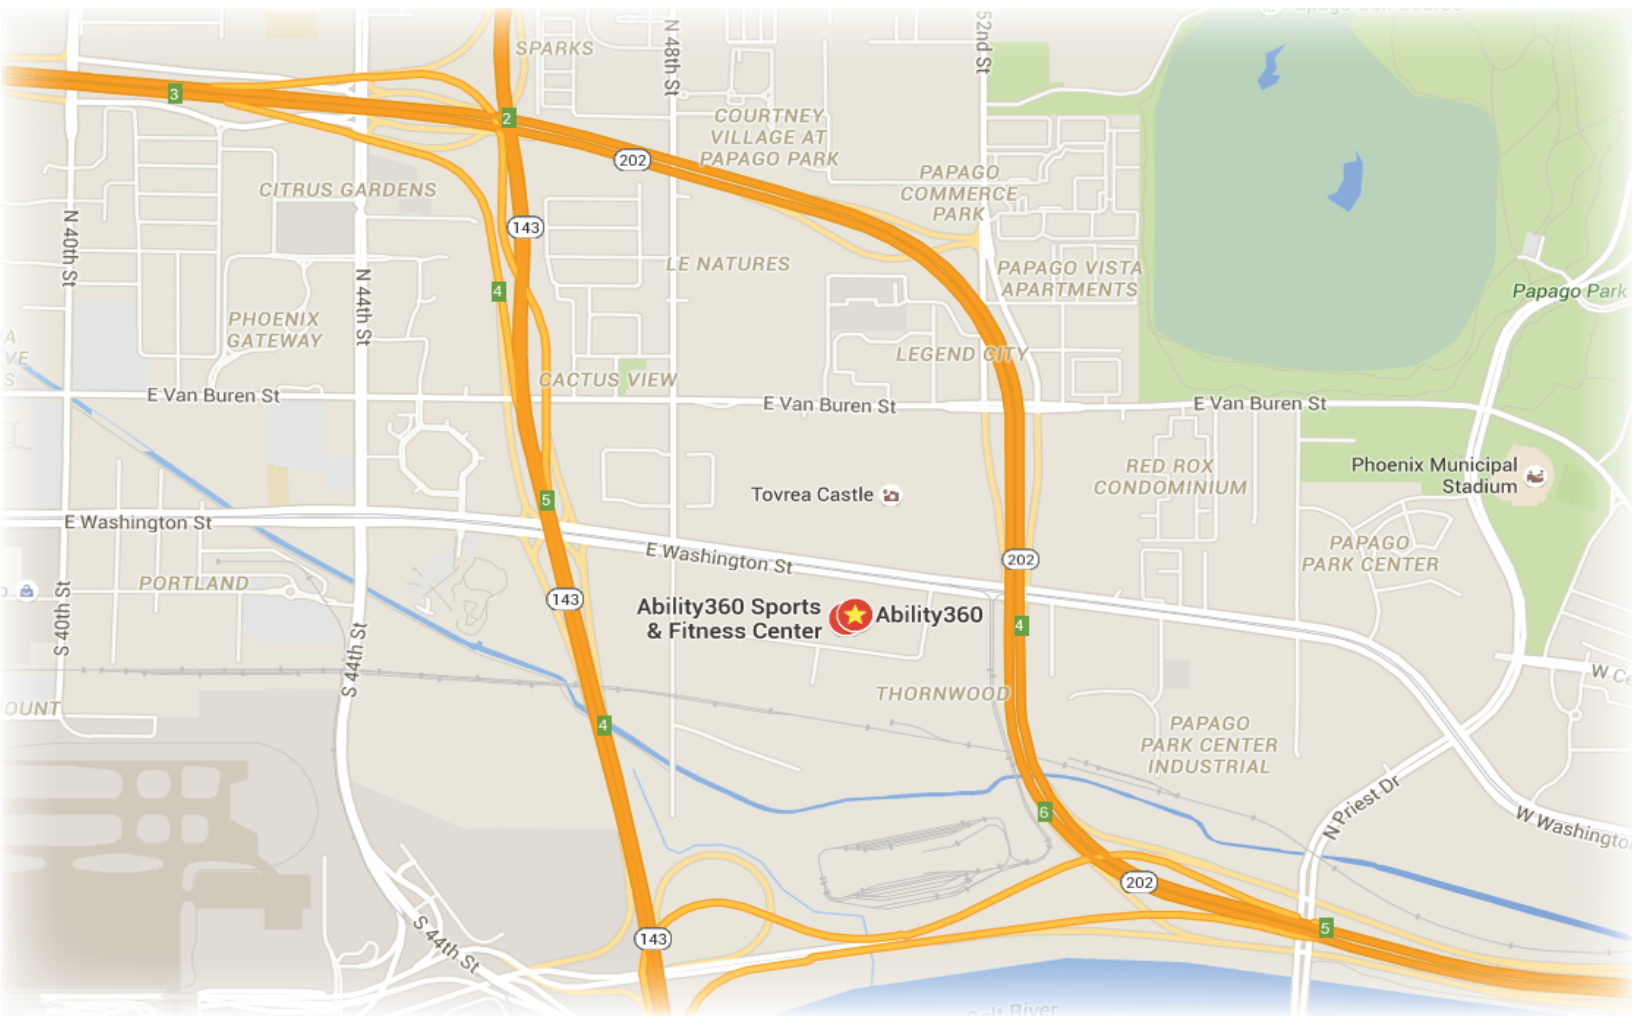 SPARKS
N 48th St
52nd St
3
2
COURTNEY
VILLAGE AT
PAPAGO PARK
202
PAPAGO
COMMERCE
PARK
CITRUS GARDENS
N 40th St
143
N 44th St
4
LE NATURES
PAPAGO VISTA
APARTMENTS
Papago Park
PHOENIX
GATEWAY
LEGEND CITY
CACTUS VIEW
E Van Buren St
E Van Buren St
E Van Buren St
RED ROX
CONDOMINIUM
Phoenix Municipal
Stadium
Tovrea Castle
5
E Washington St
E Washington St
202
PAPAGO
PARK CENTER
PORTLAND
S 40th St
143
Ability360 Sports
& Fitness Center
Ability360
4
S 44th St
THORNWOOD
W Ce
OUNT
4
PAPAGO
PARK CENTER
INDUSTRIAL
6
N Priest Dr
W Washington
202
5
143
S 44th St
Salt River